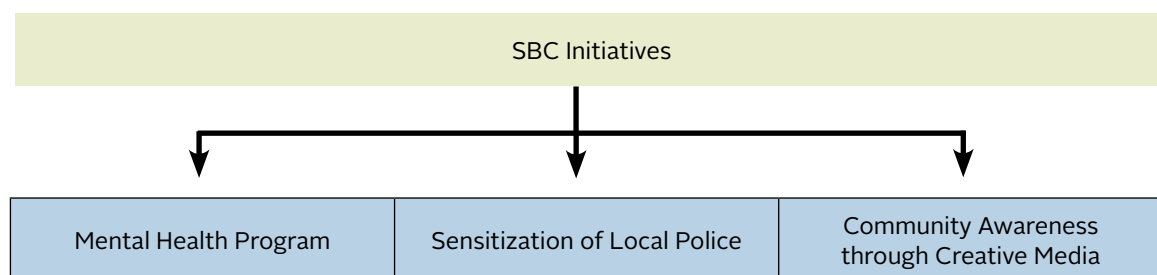 SBC Initiatives
Mental Health Program
Sensitization of Local Police
Community Awareness
through Creative Media